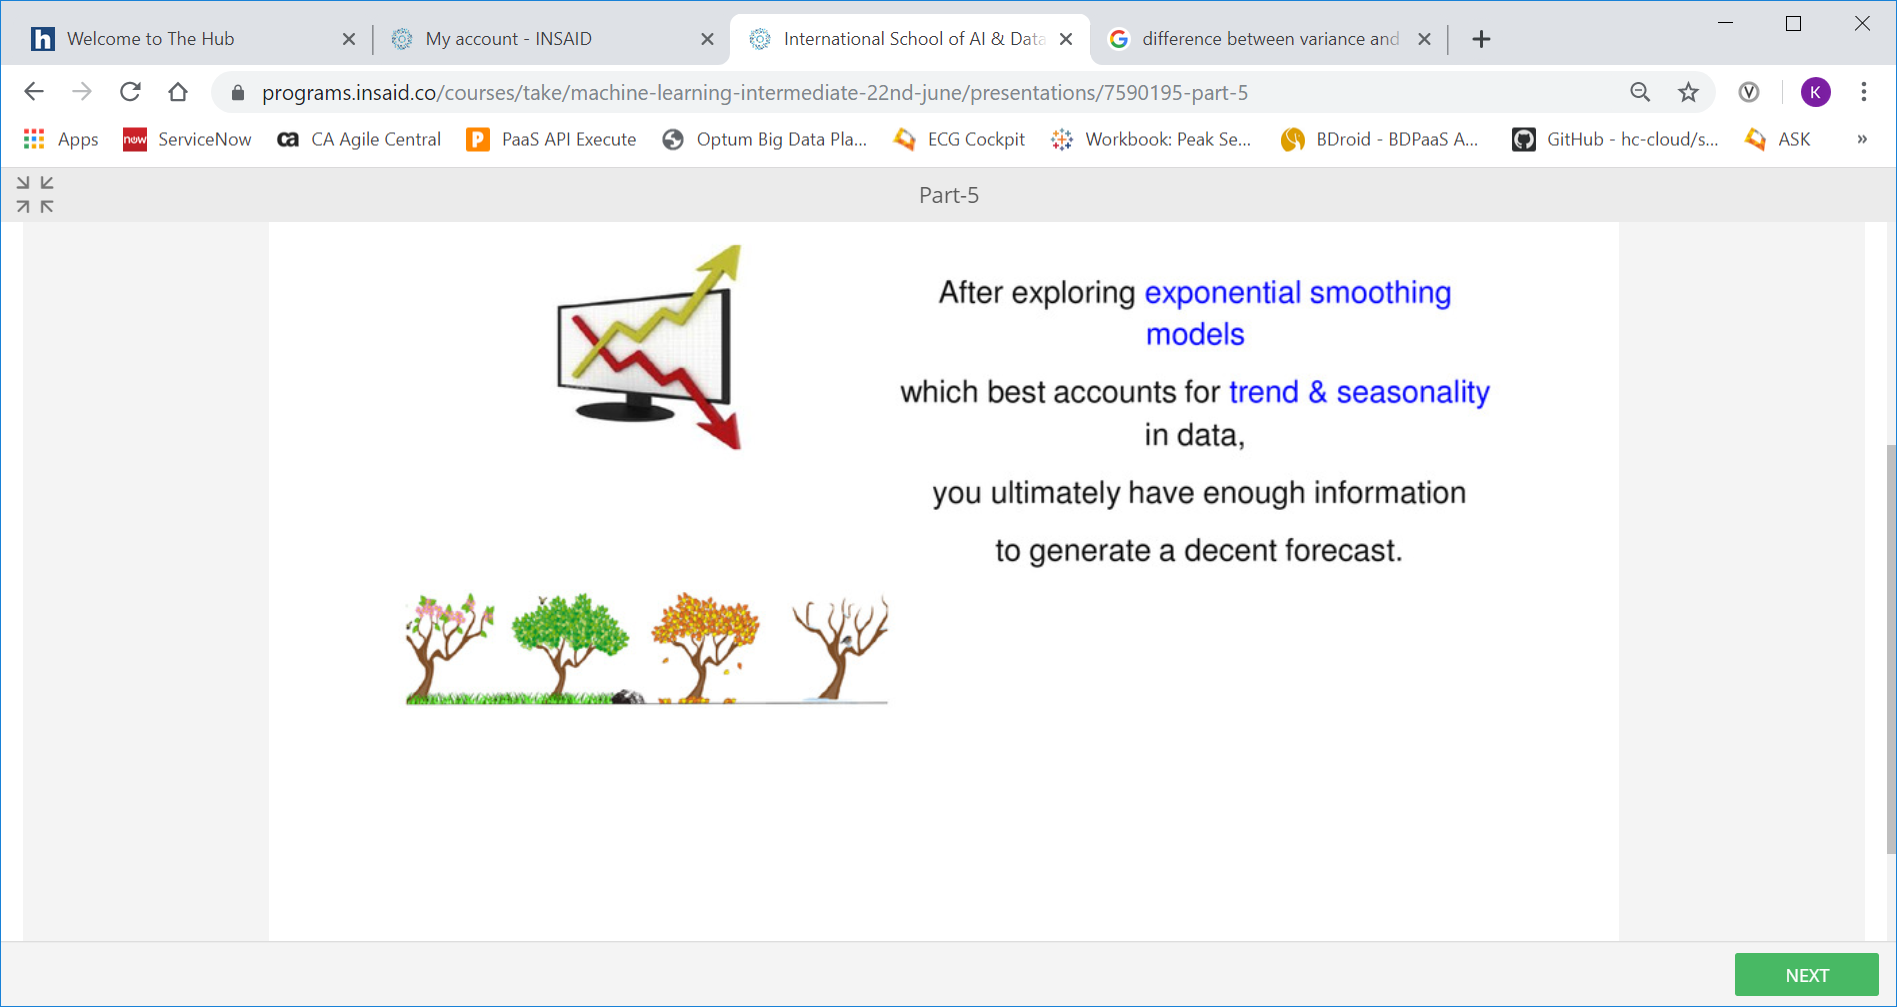 Welcome to The Hub
My account - INSAID
International School of AI & Data
difference between variance and
programs.insaid.co/courses/take/machine-learning-intermediate-22nd-june/presentations/7590195-part-5
K
Apps
now
ServiceNow
ca
CA Agile Central
P
PaaS API Execute
Optum Big Data Pla...
ECG Cockpit
Workbook: Peak Se...
BDroid - BDPaaS A...
GitHub - hc-cloud/s...
ASK
»
Part-5
After exploring exponential smoothing
models
which best accounts for trend & seasonality
in data,
you ultimately have enough information
to generate a decent forecast.
NEXT